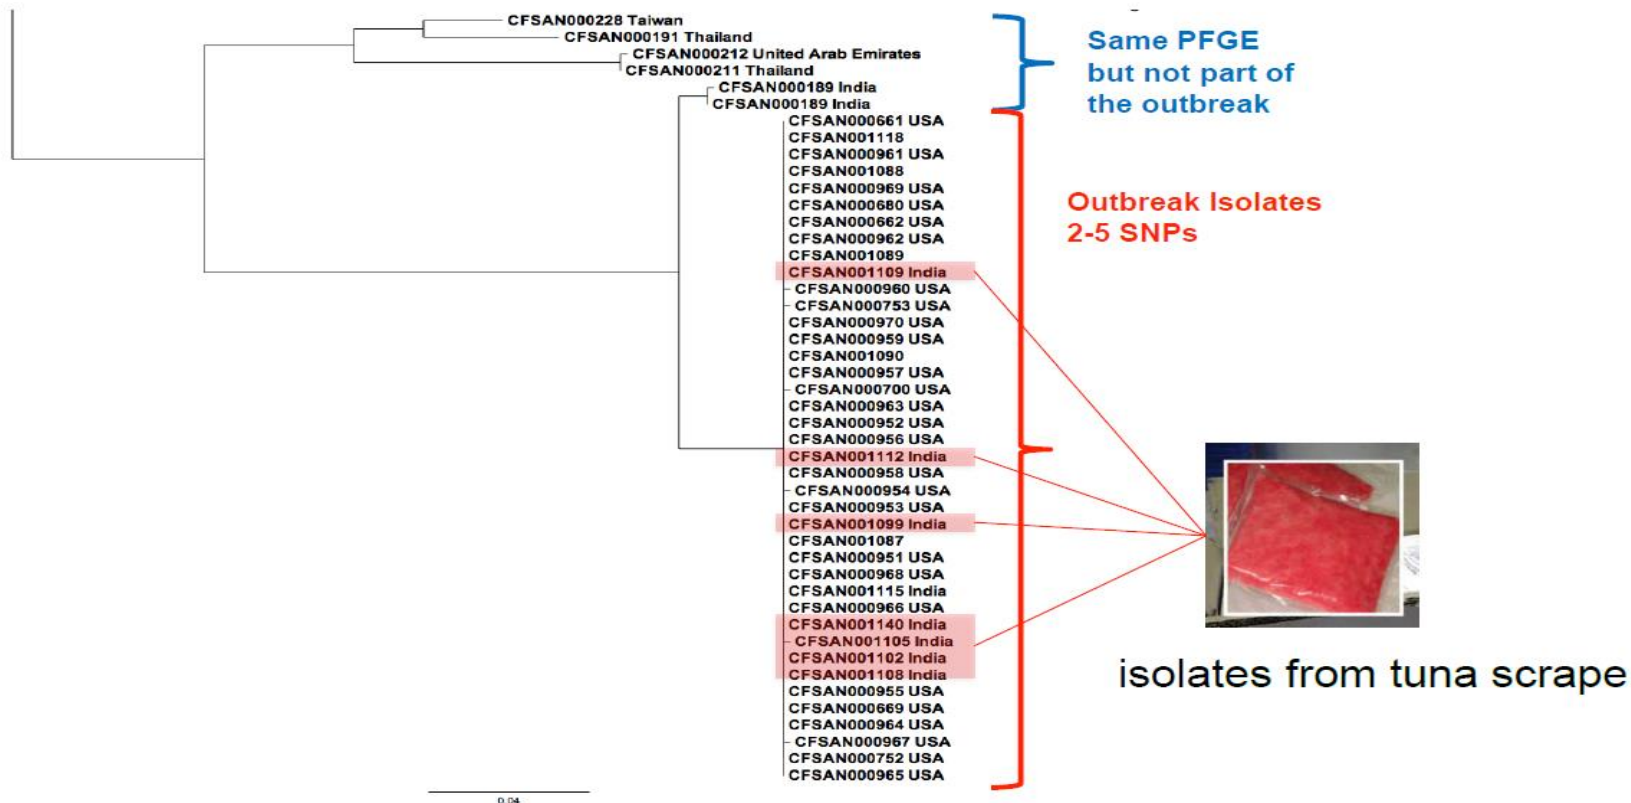 CFSAN000228 Taiwan
CFSAN000191 Thailand
CFSAN000212 United Arab Emirates
CFSAN000211 Thailand
CFSAN000189 India
CFSAN000189 India
Same PFGE
but not part of
the outbreak
CFSAN000661 USA
CFSAN001118
CFSAN000961 USA
CFSAN001088
CFSAN000969 USA
CFSAN000680 USA
CFSAN000662 USA
CFSAN000962 USA
CFSAN001089
CFSAN001109 India
CFSAN000960 USA
CFSAN000753 USA
CFSAN000970 USA
CFSAN000959 USA
CFSAN001090
CFSAN000957 USA
CFSAN000700 USA
CFSAN000963 USA
CFSAN000952 USA
CFSAN000956 USA
CFSAN001112 India
CFSAN000958 USA
CFSAN000954 USA
CFSAN000953 USA
CFSAN001099 India
CFSAN001087
CFSAN000951 USA
CFSAN000968 USA
CFSAN001115 India
CFSAN000966 USA
CFSAN001140 India
CFSAN001105 India
CFSAN001102 India
CFSAN001108 India
CFSAN000955 USA
CFSAN000669 USA
CFSAN000964 USA
CFSAN000967 USA
CFSAN000752 USA
CFSAN000965 USA
Outbreak Isolates
2-5 SNPs
isolates from tuna scrape
0.04